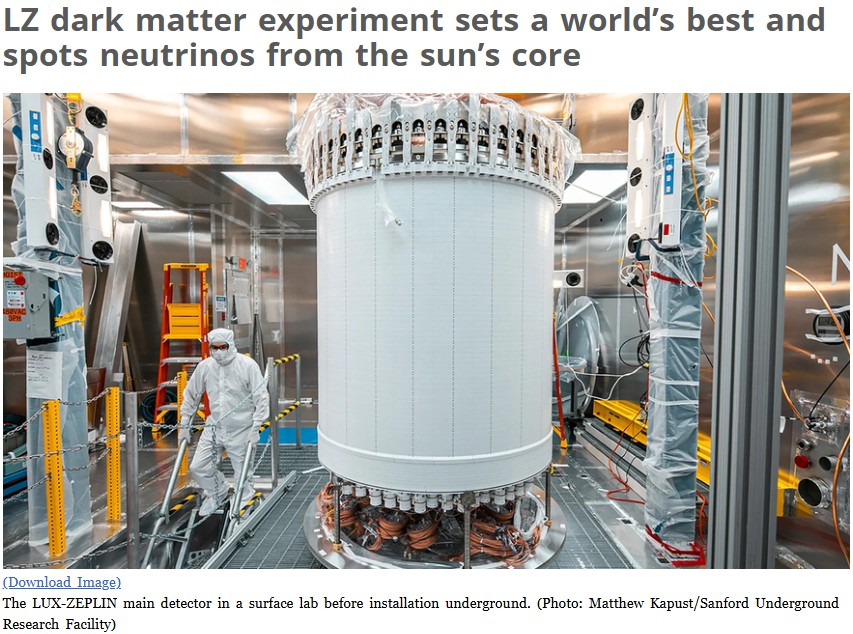 LZ dark matter experiment sets a world’s best and
spots neutrinos from the sun’s core
480VAC
(Download Image)
The LUX-ZEPLIN main detector in a surface lab before installation underground. (Photo: Matthew Kapust/Sanford Underground
Research Facility)